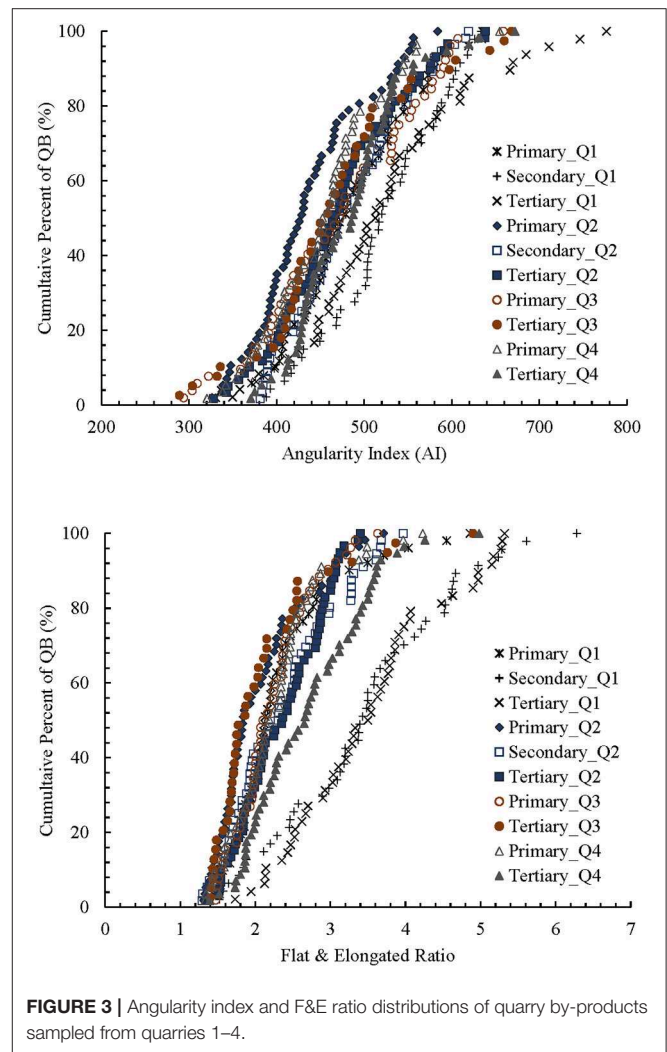 100
80
60
40
20
0
200 300 400 500 600 700 800
Cumultaive Percent of QB (%)
Angularity Index (AI)
Primary_Q1
Secondary_Q1
Tertiary_Q1
Primary_Q2
Secondary_Q2
Tertiary_Q2
Primary_Q3
Tertiary_Q3
Primary_Q4
Tertiary_Q4
100
80
60
40
20
0
0 1 2 3 4 5 6 7
Cumultaive Percent of QB (%)
Flat & Elongated Ratio
Primary_Q1
Secondary_Q1
Tertiary_Q1
Primary_Q2
Secondary_Q2
Tertiary_Q2
Primary_Q3
Tertiary_Q3
Primary_Q4
Tertiary_Q4
FIGURE 3 | Angularity index and F&E ratio distributions of quarry by-products
sampled from quarries 1–4.